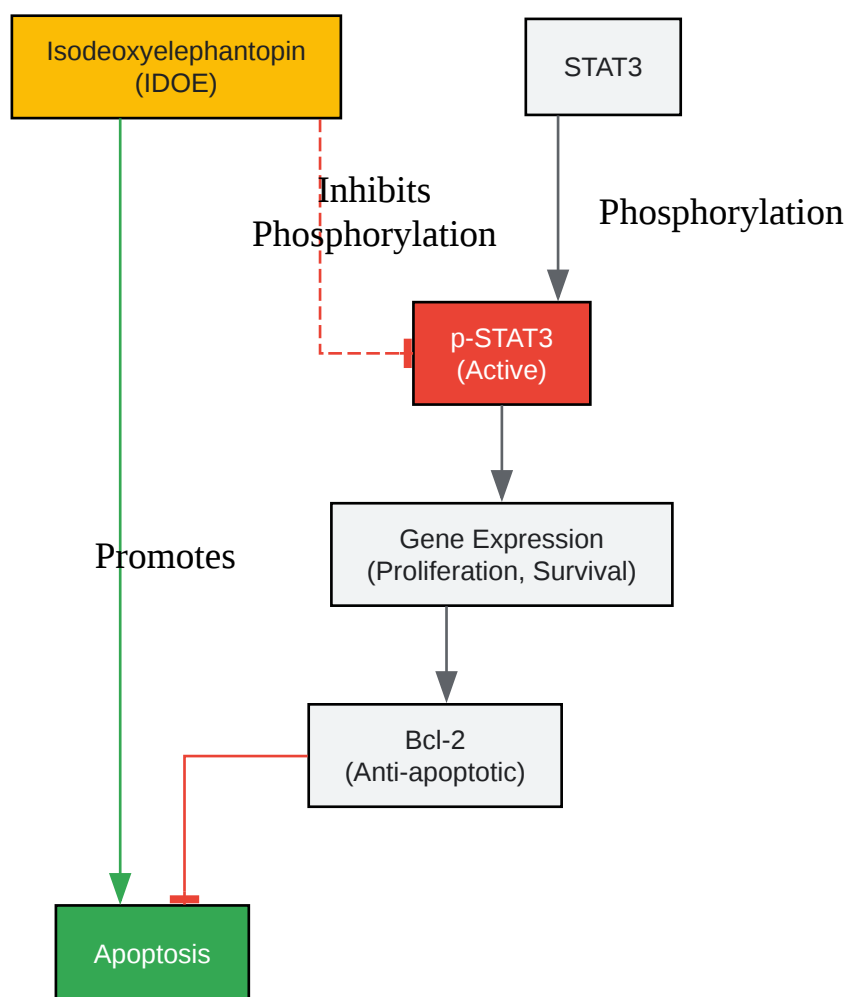 Isodeoxyelephantopin
(IDOE)
STAT3
Inhibits
Phosphorylation
Phosphorylation
p-STAT3
(Active)
Gene Expression
(Proliferation, Survival)
Promotes
Bcl-2
(Anti-apoptotic)
Apoptosis